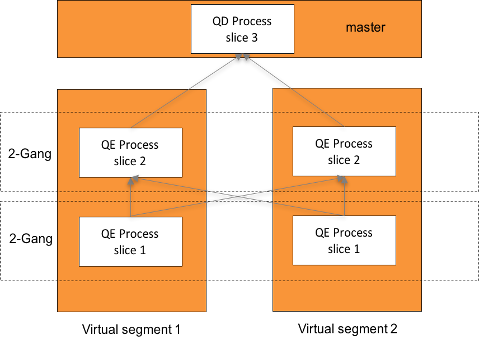 QD Process
slice 3
master
2-Gang
QE Process
slice 2
QE Process
slice 2
2-Gang
QE Process
slice 1
QE Process
slice 1
Virtual segment 1
Virtual segment 2